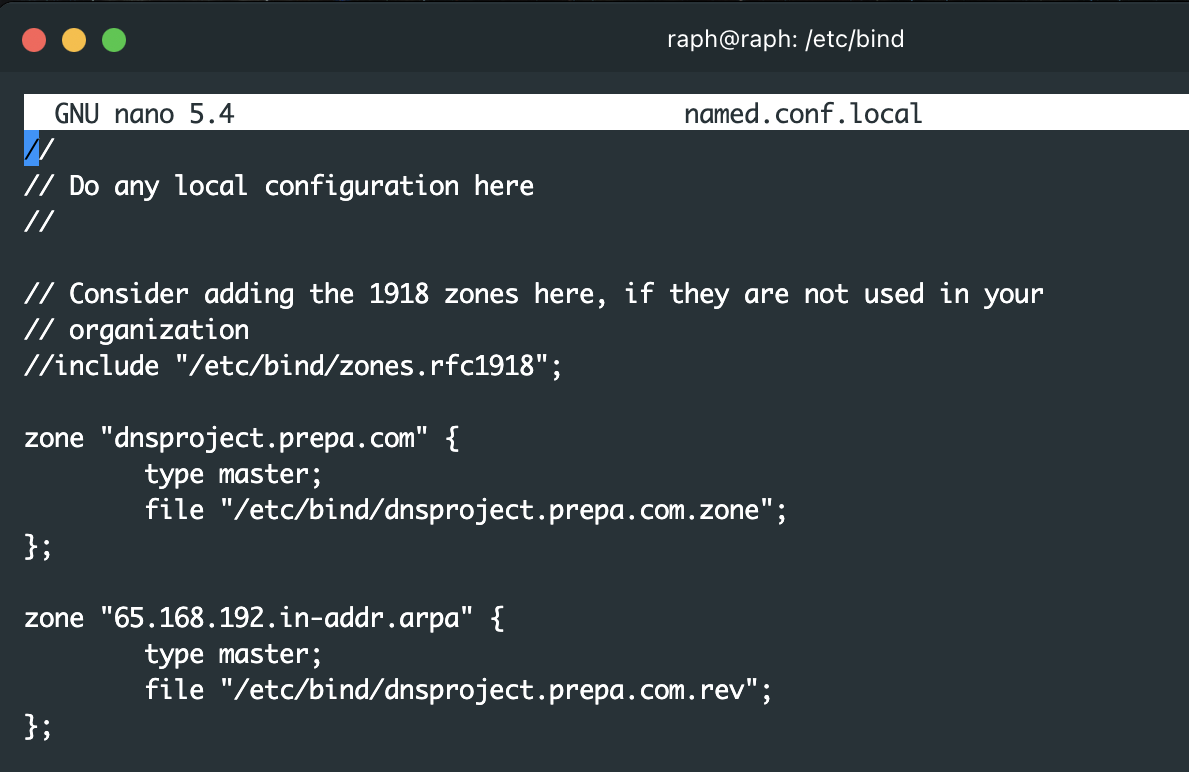 raph@raph: /etc/bind
GNU nano 5.4 named.conf.local
//
// Do any local configuration here
//
// Consider adding the 1918 zones here, if they are not used in your
// organization
//include "/etc/bind/zones.rfc1918";
zone "dnsproject.prepa.com" {
        type master;
        file "/etc/bind/dnsproject.prepa.com.zone";
};
zone "65.168.192.in-addr.arpa" {
        type master;
        file "/etc/bind/dnsproject.prepa.com.rev";
};